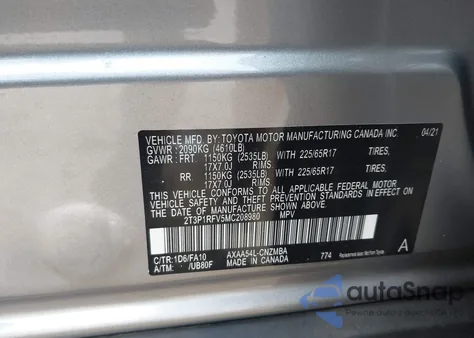 VEHICLE MFD. BY: TOYOTA MOTOR MANUFACTURING CANADA INC. 04/21
GVWR: 2090KG (4610LB)
GAWR: FRT 1150KG (2535LB) WITH 225/65R17 TIRES,
17X7.0J RIMS
RR 1150KG (2535LB) WITH 225/65R17 TIRES,
17X7.0J RIMS
THIS VEHICLE CONFORMS TO ALL APPLICABLE FEDERAL MOTOR
VEHICLE SAFETY, BUMPER, AND THEFT PREVENTION STANDARDS IN EFFECT
ON THE DATE OF MANUFACTURE SHOWN ABOVE.
2T3P1RFV5MC208980 MPV
C/TR: 1D6/FA10 AXAA54L-CNZMBA 774 A
A/TM: /UB80F MADE IN CANADA
autoSnap